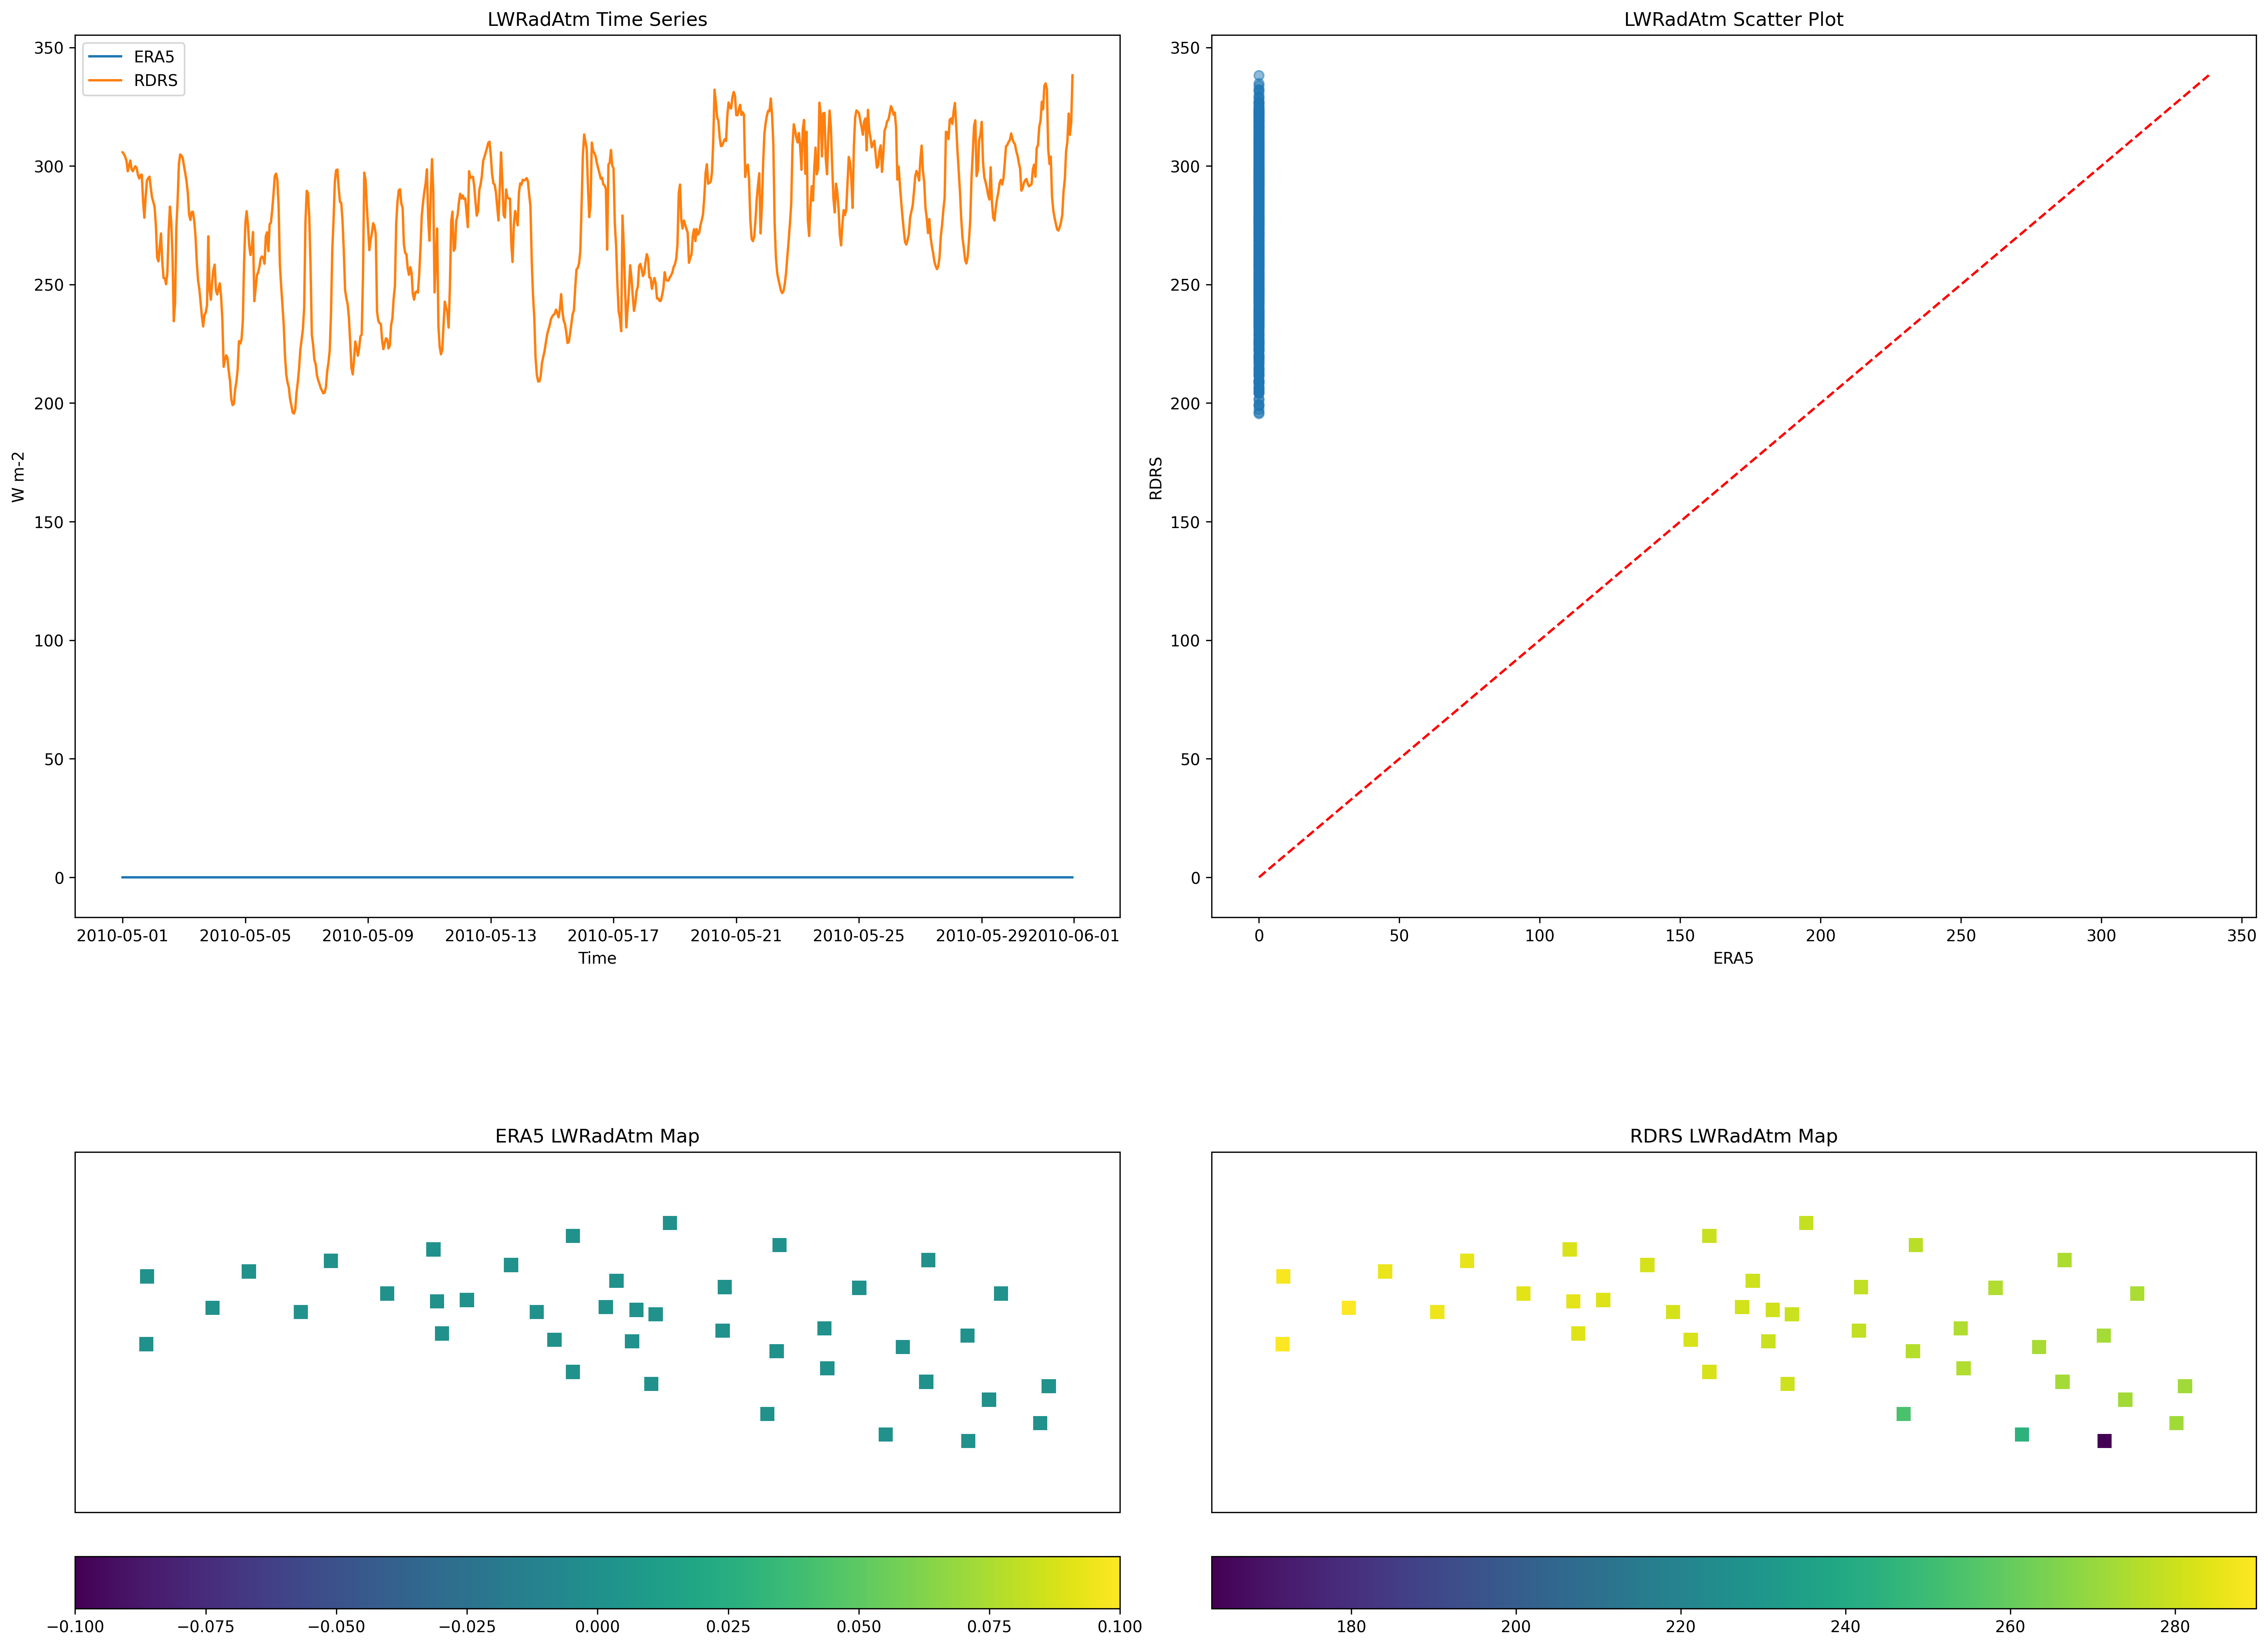 LWRadAtm Time Series
350
300
250
200
150
100
50
0
W m-2
ERA5
RDRS
2010-05-01 2010-05-05 2010-05-09 2010-05-13 2010-05-17 2010-05-21 2010-05-25 2010-05-29 2010-06-01
Time
LWRadAtm Scatter Plot
350
300
250
200
150
100
50
0
RDRS
0 50 100 150 200 250 300 350
ERA5
ERA5 LWRadAtm Map
−0.100 −0.075 −0.050 −0.025 0.000 0.025 0.050 0.075 0.100
RDRS LWRadAtm Map
180 200 220 240 260 280